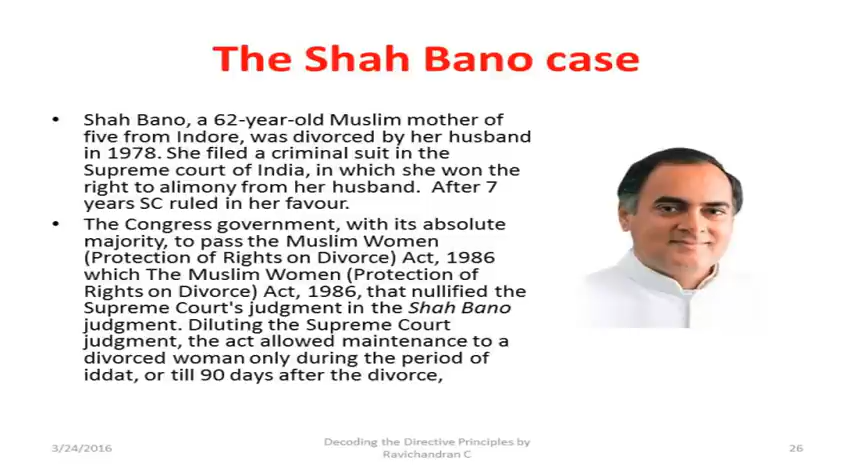 The Shah Bano case
• Shah Bano, a 62-year-old Muslim mother of
five from Indore, was divorced by her husband
in 1978. She filed a criminal suit in the
Supreme court of India, in which she won the
right to alimony from her husband.  After 7
years SC ruled in her favour.
• The Congress government, with its absolute
majority, to pass the Muslim Women
(Protection of Rights on Divorce) Act, 1986
which The Muslim Women (Protection of
Rights on Divorce) Act, 1986, that nullified the
Supreme Court's judgment in the Shah Bano
judgment. Diluting the Supreme Court
judgment, the act allowed maintenance to a
divorced woman only during the period of
iddat, or till 90 days after the divorce,
3/24/2016
Decoding the Directive Principles by
Ravichandran C
26